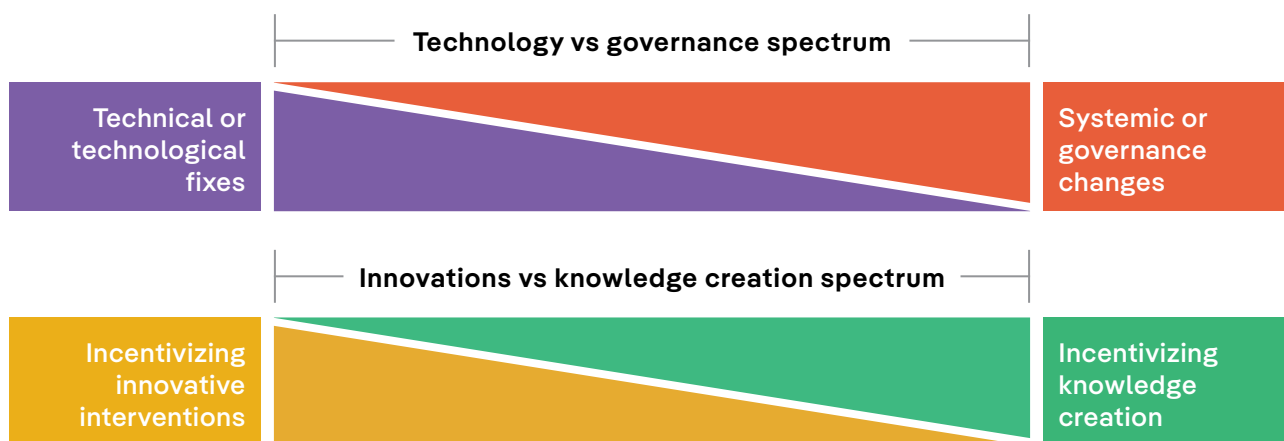 Technology vs governance spectrum
Technical or
technological
fixes
Systemic or
governance
changes
Innovations vs knowledge creation spectrum
Incentivizing
innovative
interventions
Incentivizing
knowledge
creation